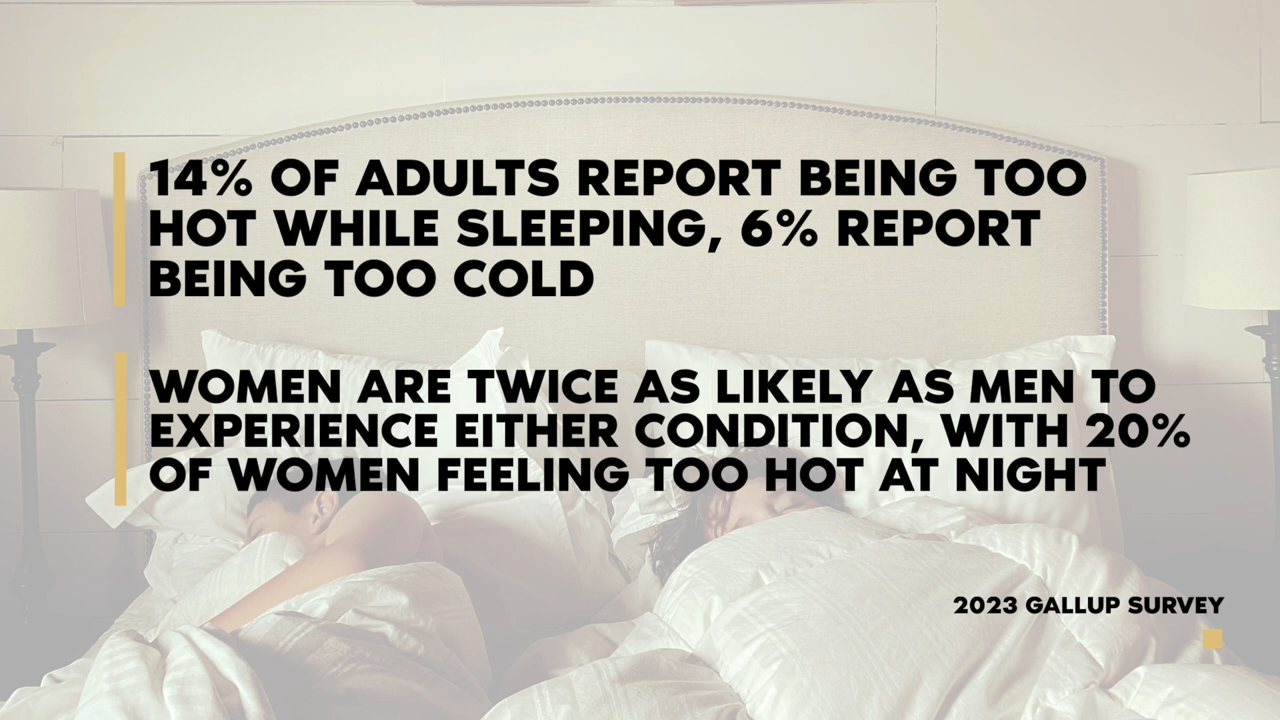 14% OF ADULTS REPORT BEING TOO
HOT WHILE SLEEPING, 6% REPORT
BEING TOO COLD
WOMEN ARE TWICE AS LIKELY AS MEN TO
EXPERIENCE EITHER CONDITION, WITH 20%
OF WOMEN FEELING TOO HOT AT NIGHT
2023 GALLUP SURVEY